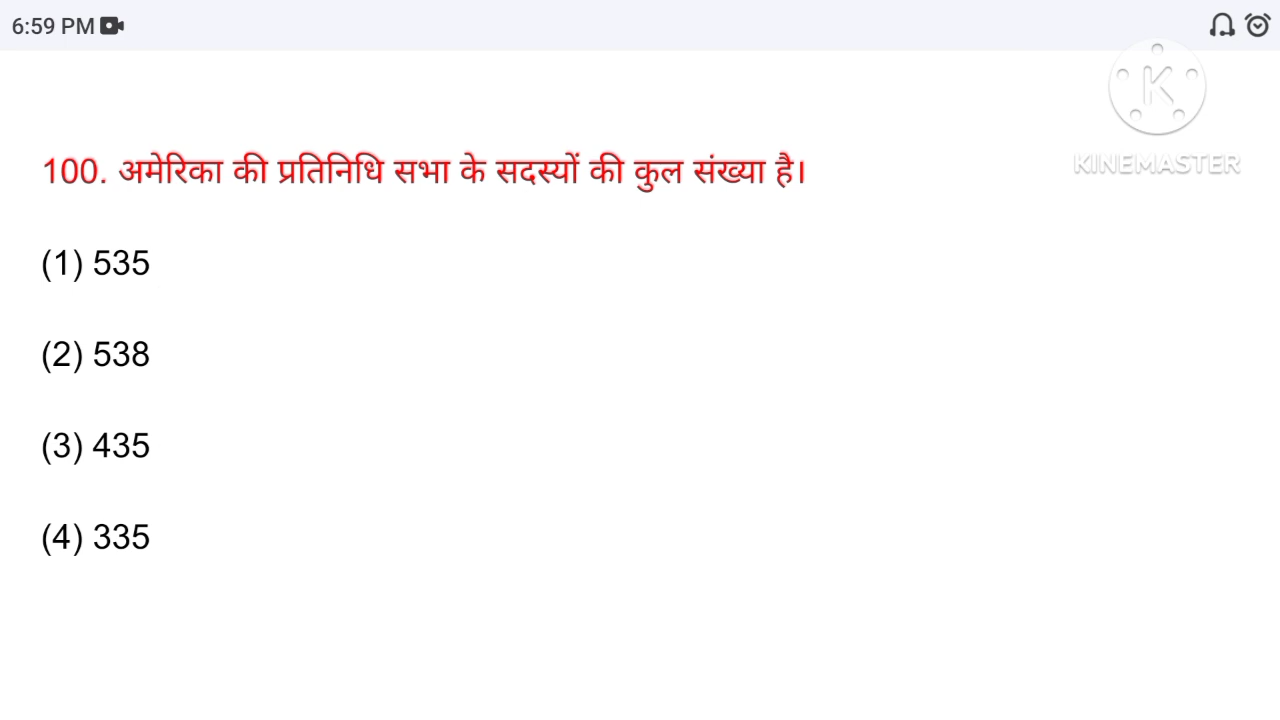 6:59 PM
KINEMASTER
100. अमेरिका की प्रतिनिधि सभा के सदस्यों की कुल संख्या है।
(1) 535
(2) 538
(3) 435
(4) 335